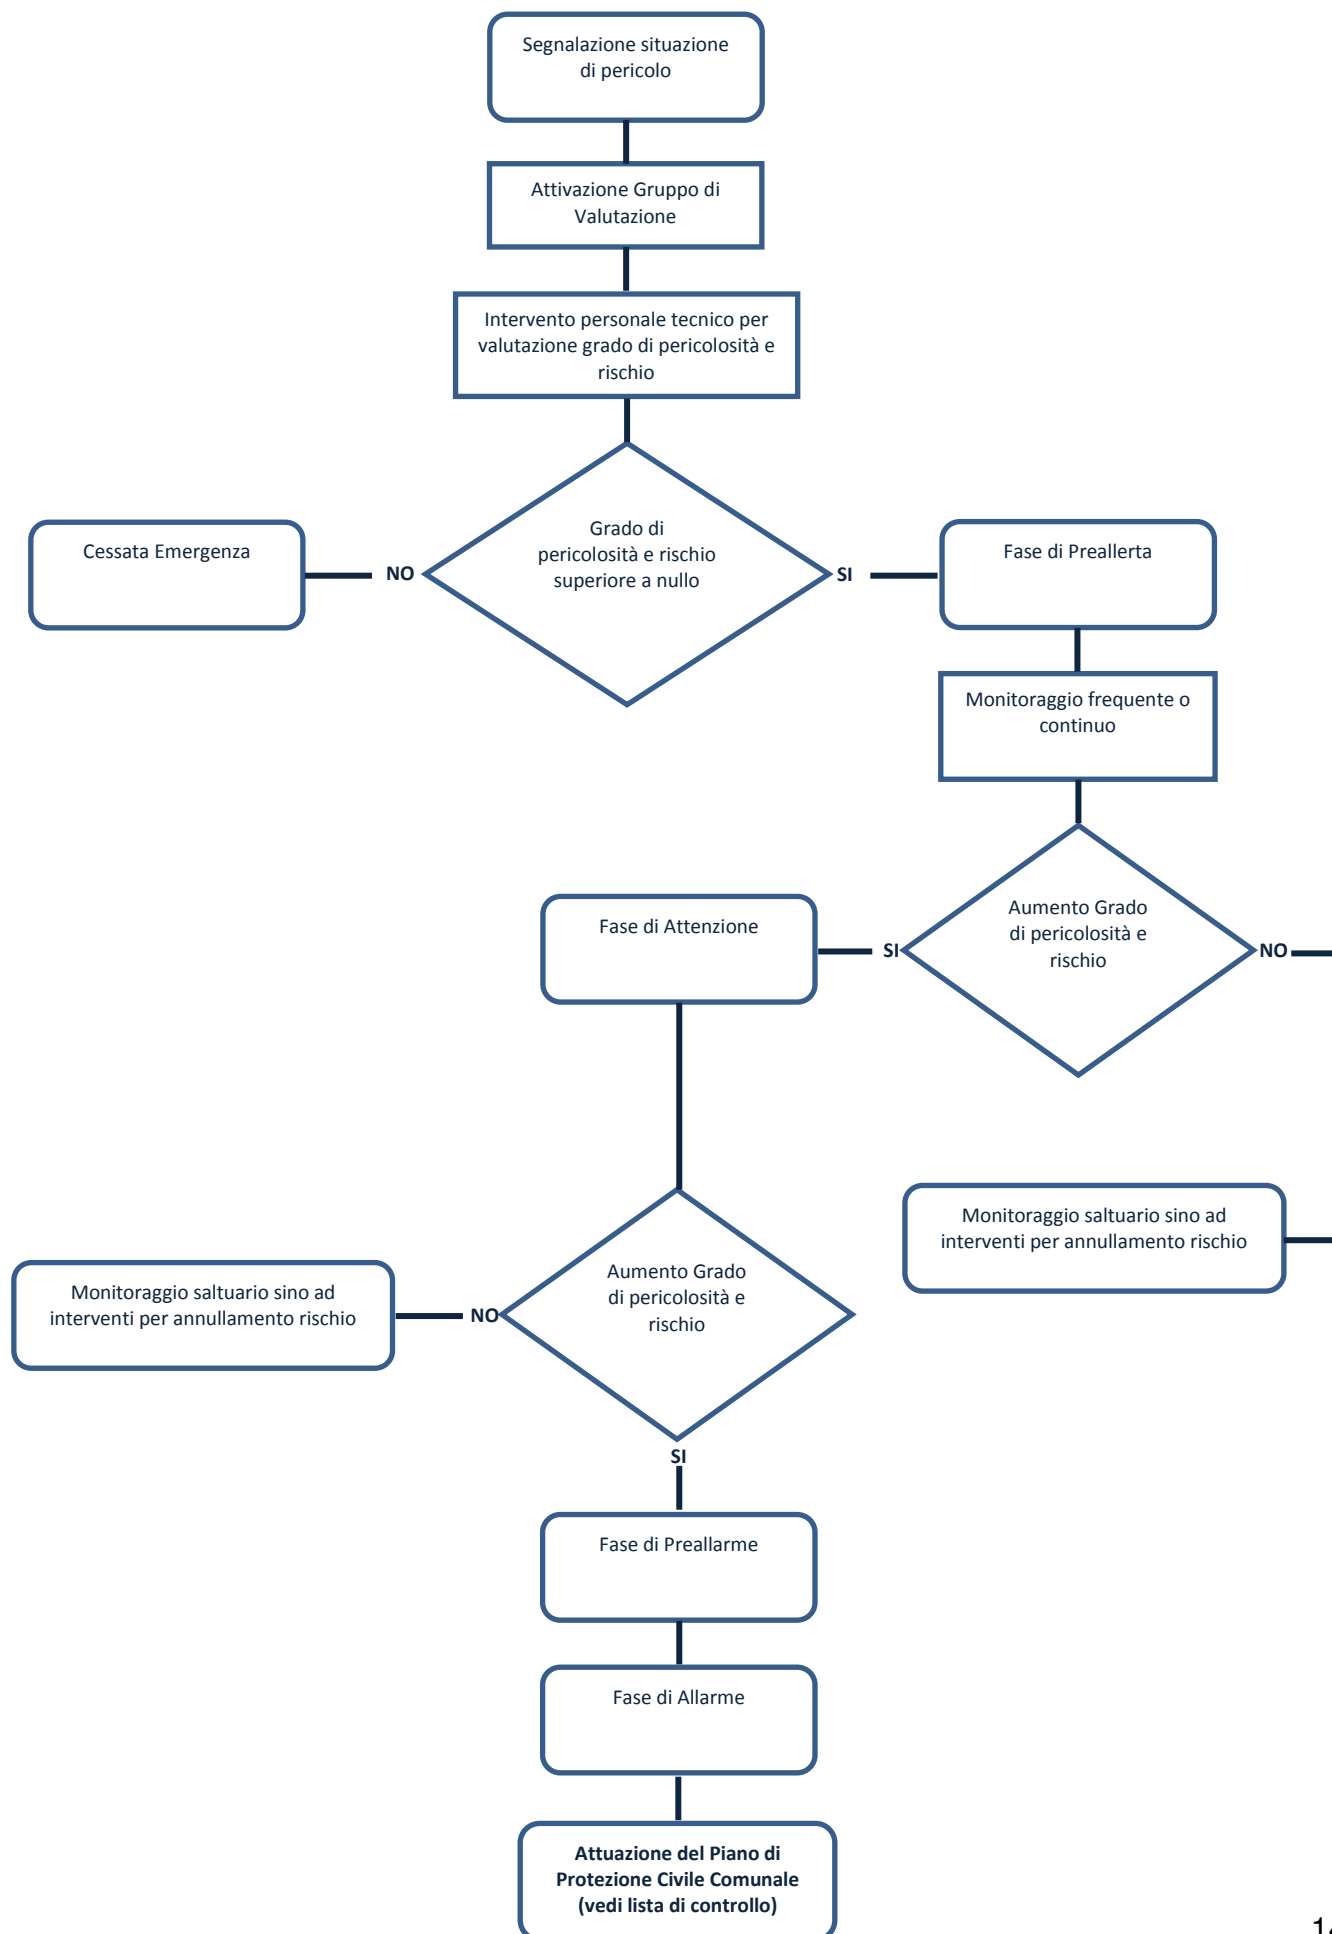 Segnalazione situazione
di pericolo
Attivazione Gruppo di
Valutazione
Intervento personale tecnico per
valutazione grado di pericolosità e
rischio
Grado di
pericolosità e rischio
superiore a nullo
Cessata Emergenza
NO
SI
Fase di Preallerta
Monitoraggio frequente o
continuo
Aumento Grado
di pericolosità e
rischio
Fase di Attenzione
SI
NO
Monitoraggio saltuario sino ad
interventi per annullamento rischio
Aumento Grado
di pericolosità e
rischio
Monitoraggio saltuario sino ad
interventi per annullamento rischio
NO
SI
Fase di Preallarme
Fase di Allarme
Attuazione del Piano di
Protezione Civile Comunale
(vedi lista di controllo)